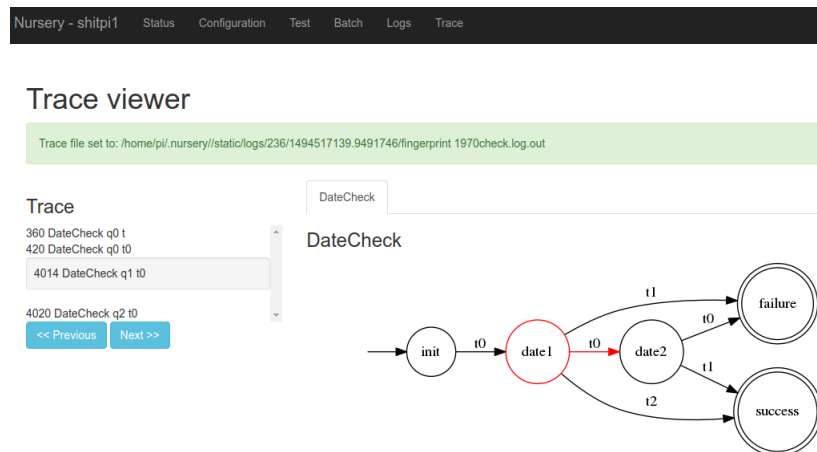 Nursery - shitpi1 Status Configuration Test Batch Logs Trace
Trace viewer
Trace file set to: /home/pi/.nursery//static/logs/236/1494517139.9491746/fingerprint 1970check.log.out
Trace
360 DateCheck q0 t
420 DateCheck q0 t0
4014 DateCheck q1 t0
4020 DateCheck q2 t0
<< Previous Next >>
DateCheck
DateCheck
t1
failure
t0
init t0 date1 t0 date2
t1
t2
success